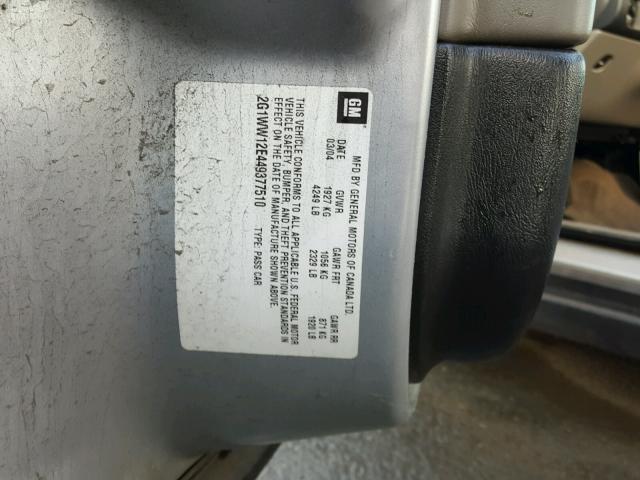 GM
MFD BY GENERAL MOTORS OF CANADA LTD.
DATE GVWR GAWR FRT GAWR RR
03/04 1927 KG 1056 KG 871 KG
4249 LB 2329 LB 1920 LB
THIS VEHICLE CONFORMS TO ALL APPLICABLE U.S. FEDERAL MOTOR
VEHICLE SAFETY, BUMPER, AND THEFT PREVENTION STANDARDS IN
EFFECT ON THE DATE OF MANUFACTURE SHOWN ABOVE.
2G1WW12E449377510 TYPE: PASS CAR